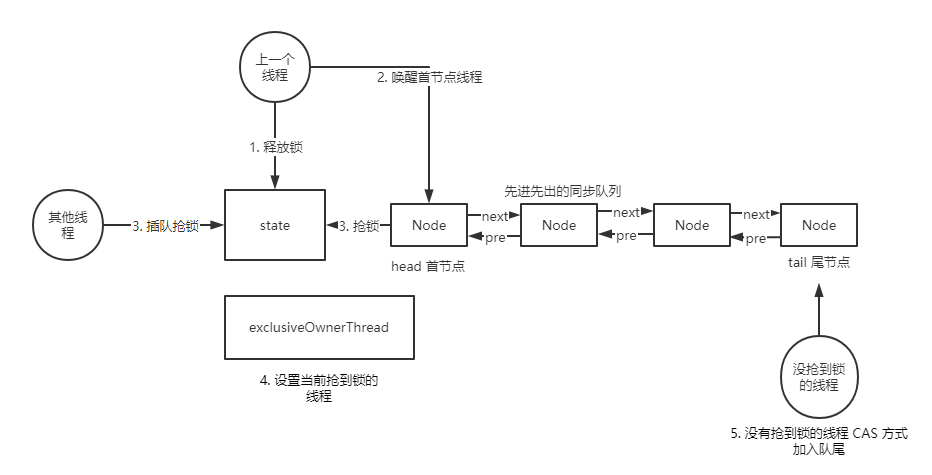 上一个
线程
2. 唤醒首节点线程
1. 释放锁
先进先出的同步队列
其他线
程
3. 插队抢锁
state
3. 抢锁
Node
next
pre
Node
next
pre
Node
next
pre
Node
head 首节点
tail 尾节点
exclusiveOwnerThread
4. 设置当前抢到锁的
线程
没抢到锁
的线程
5. 没有抢到锁的线程 CAS 方式
加入队尾